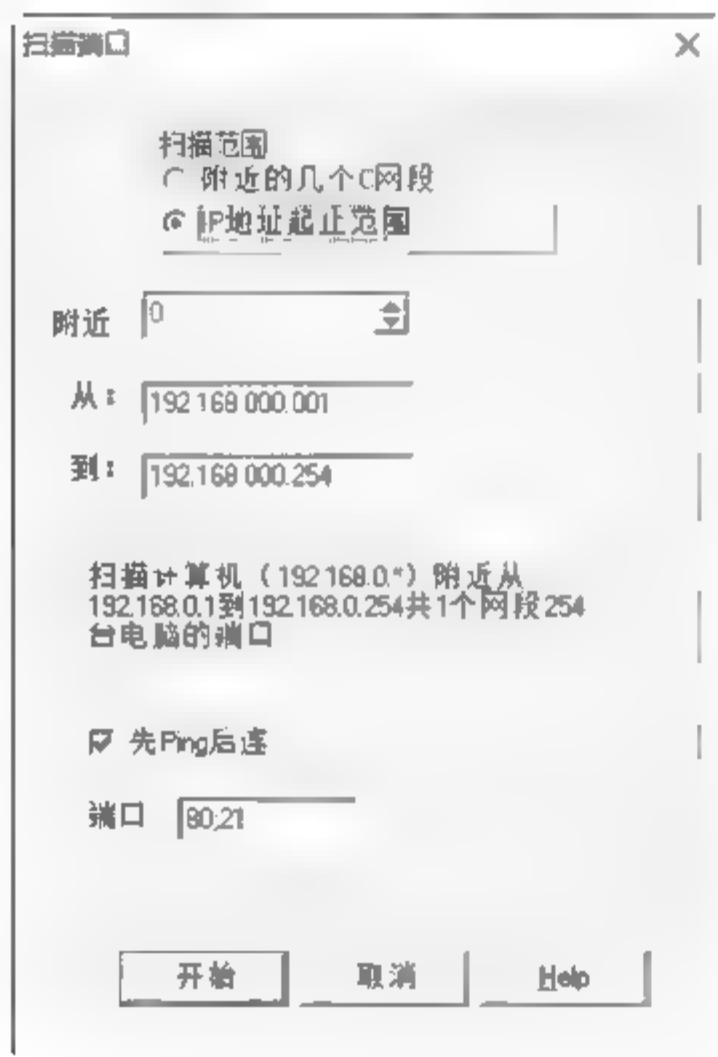 扫描端口
扫描范围
附近的几个C网段
IP地址起止范围
附近 0
从： 192.168.000.001
到： 192.168.000.254
扫描计算机（192.168.0.*）附近从
192.168.0.1到192.168.0.254共1个网段254
台电脑的端口
先Ping后连
端口 80;21
开始 取消 Help